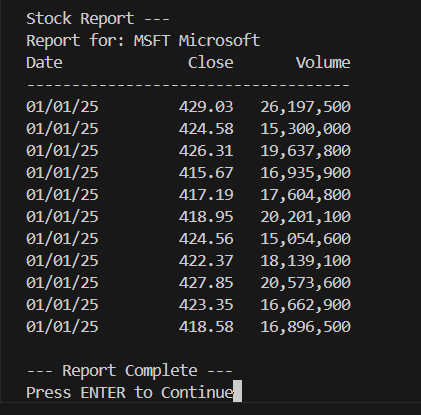 Stock Report ---
Report for: MSFT Microsoft
Date Close Volume
------------------------------------
01/01/25 429.03 26,197,500
01/01/25 424.58 15,300,000
01/01/25 426.31 19,637,800
01/01/25 415.67 16,935,900
01/01/25 417.19 17,604,800
01/01/25 418.95 20,201,100
01/01/25 424.56 15,054,600
01/01/25 422.37 18,139,100
01/01/25 427.85 20,573,600
01/01/25 423.35 16,662,900
01/01/25 418.58 16,896,500
--- Report Complete ---
Press ENTER to Continue